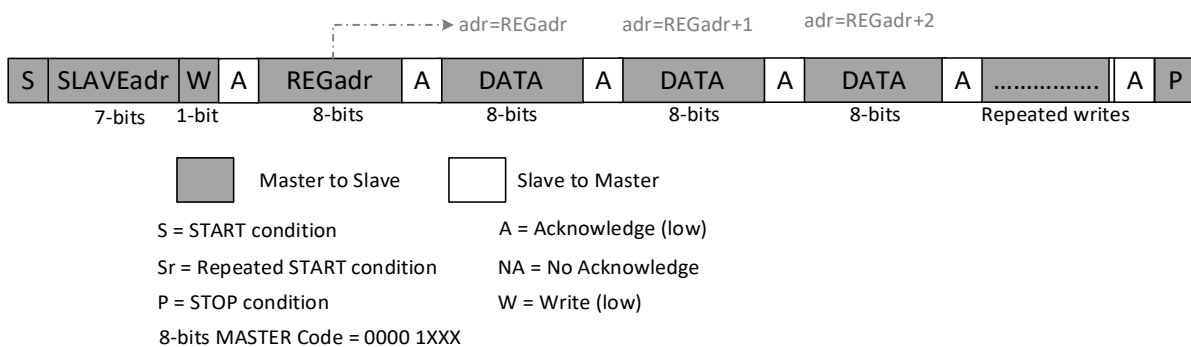 adr=REGadr adr=REGadr+1 adr=REGadr+2
S SLAVEadr W A REGadr A DATA A DATA A DATA A ................ A P
7-bits 1-bit 8-bits 8-bits 8-bits 8-bits Repeated writes
Master to Slave Slave to Master
S = START condition A = Acknowledge (low)
Sr = Repeated START condition NA = No Acknowledge
P = STOP condition W = Write (low)
8-bits MASTER Code = 0000 1XXX